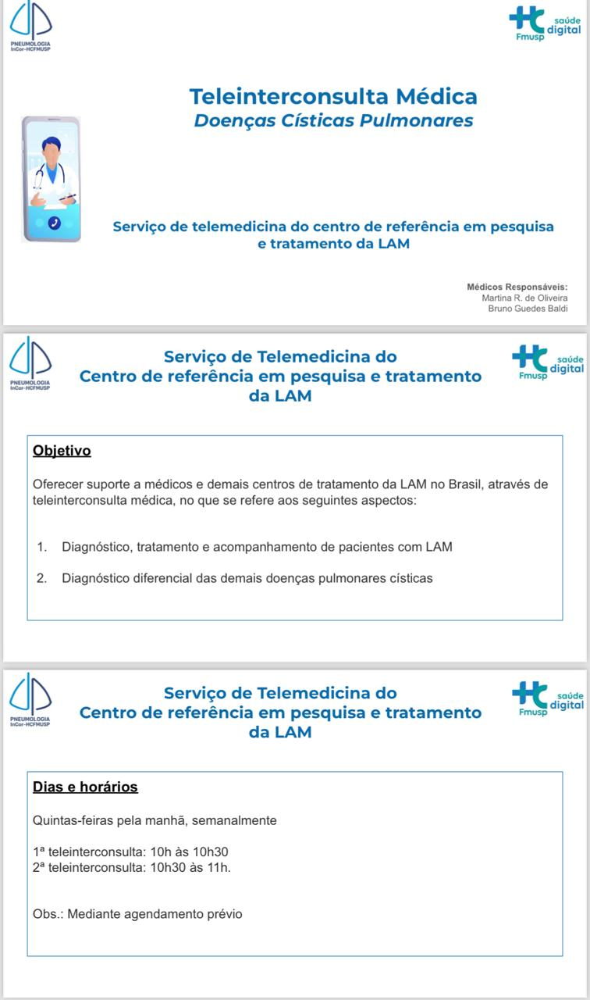 PNEUMOLOGIA
InCor-HCFMUSP
Fmusp
saúde
digital
Teleinterconsulta Médica
Doenças Císticas Pulmonares
Serviço de telemedicina do centro de referência em pesquisa
e tratamento da LAM
Médicos Responsáveis:
Martina R. de Oliveira
Bruno Guedes Baldi
PNEUMOLOGIA
InCor-HCFMUSP
Serviço de Telemedicina do
Centro de referência em pesquisa e tratamento
da LAM
Fmusp
saúde
digital
Objetivo
Oferecer suporte a médicos e demais centros de tratamento da LAM no Brasil, através de
teleinterconsulta médica, no que se refere aos seguintes aspectos:
1. Diagnóstico, tratamento e acompanhamento de pacientes com LAM
2. Diagnóstico diferencial das demais doenças pulmonares císticas
PNEUMOLOGIA
InCor-HCFMUSP
Serviço de Telemedicina do
Centro de referência em pesquisa e tratamento
da LAM
Fmusp
saúde
digital
Dias e horários
Quintas-feiras pela manhã, semanalmente
1ª teleinterconsulta: 10h às 10h30
2ª teleinterconsulta: 10h30 às 11h.
Obs.: Mediante agendamento prévio